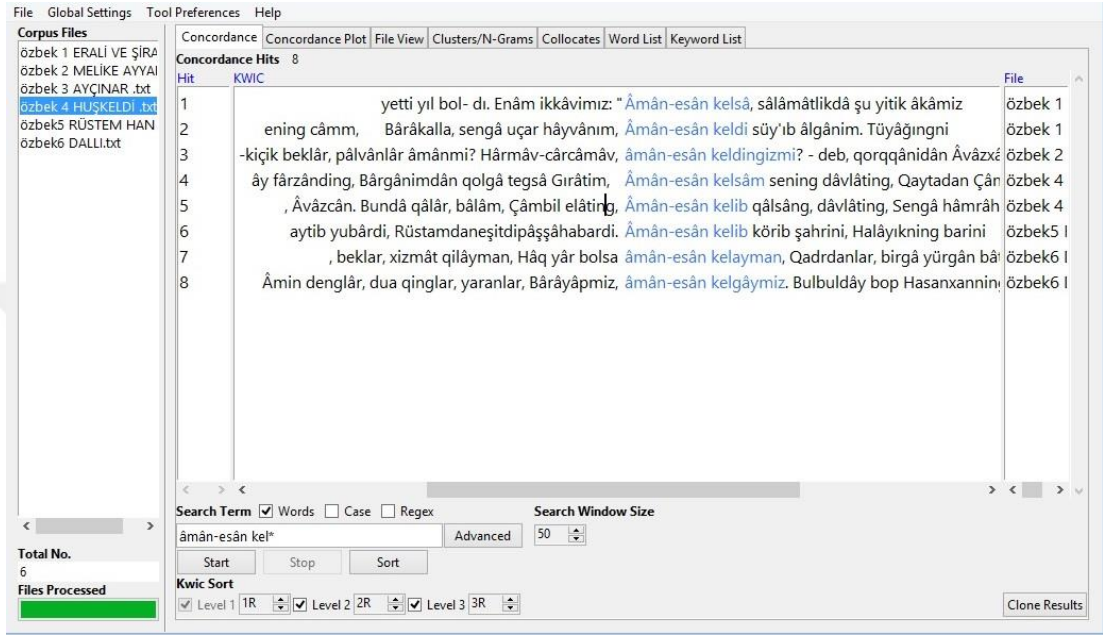 File Global Settings Tool Preferences Help
Corpus Files
özbek 1 ERALİ VE ŞİRA
özbek 2 MELİKE AYYAI
özbek 3 AYÇINAR .txt
özbek 4 HUŞKELDİ .txt
özbek5 RÜSTEM HAN
özbek6 DALLI.txt
Total No.
6
Files Processed
Concordance Concordance Plot File View Clusters/N-Grams Collocates Word List Keyword List
Concordance Hits 8
Hit KWIC File
1 yetti yıl bol- dı. Enâm ikkâvimız: "Âmân-esân kelsâ, sâlâmâtlikdâ şu yitik âkâmiz özbek 1
2 ening câmm, Bârâkalla, sengâ uçar hâyvânım, Âmân-esân keldi süy'ıb âlgânim. Tüyâğıngni özbek 1
3 -kiçik beklâr, pâlvânlâr âmânmi? Hârmâv-cârcâmâv, âmân-esân keldingizmi? - deb, qorqqânidân Âvâzxâ özbek 2
4 ây fârzânding, Bârgânimdân qolgâ tegsâ Gırâtim, Âmân-esân kelsâm sening dâvlâting, Qaytadan Çân özbek 4
5 , Âvâzcân. Bundâ qâlâr, bâlâm, Çâmbil elâting, Âmân-esân kelib qâlsâng, dâvlâting, Sengâ hâmrâh özbek 4
6 aytib yubârdi, Rüstamdaneşitdipâşşâhabardi. Âmân-esân kelib körib şahrini, Halâyıkning barini özbek5 I
7 , beklar, xizmât qilâyman, Hâq yâr bolsa âmân-esân kelayman, Qadrdanlar, birgâ yürgân bât özbek6 I
8 Âmin denglâr, dua qinglar, yaranlar, Bârâyâpmiz, âmân-esân kelgâymiz. Bulbuldây bop Hasanxanning özbek6 I
Search Term Words Case Regex Search Window Size
âmân-esân kel* Advanced 50
Start Stop Sort
Kwic Sort
Level 1 1R Level 2 2R Level 3 3R Clone Results